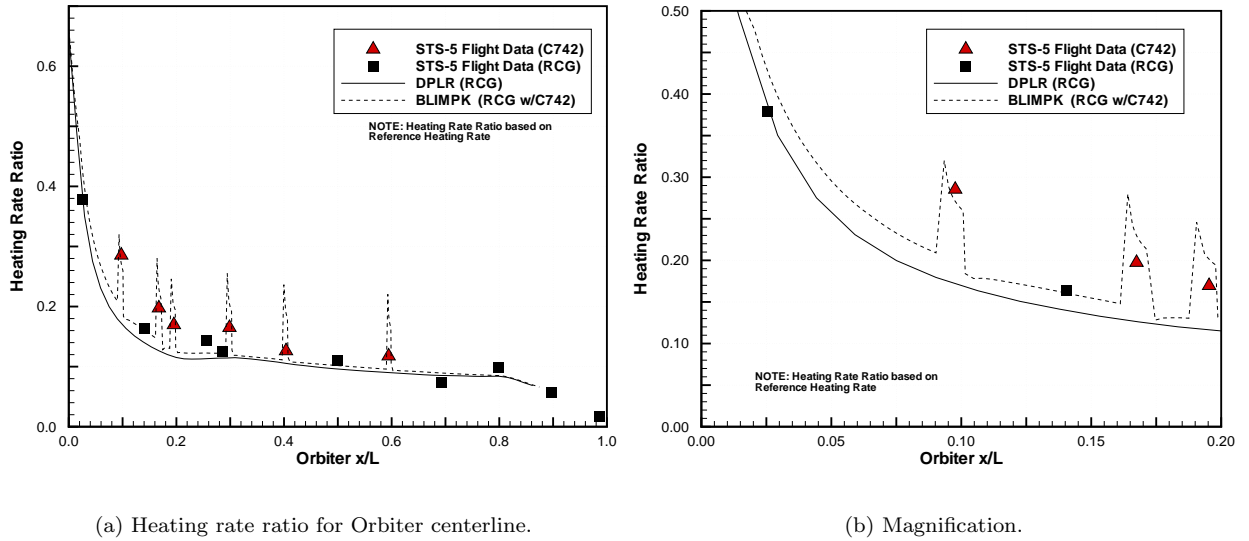 Heating Rate Ratio
0.6
0.4
0.2
0.0
0.0 0.2 0.4 0.6 0.8 1.0
Orbiter x/L
STS-5 Flight Data (C742)
STS-5 Flight Data (RCG)
DPLR (RCG)
BLIMPK (RCG w/C742)
NOTE: Heating Rate Ratio based on
Reference Heating Rate
(a) Heating rate ratio for Orbiter centerline.
Heating Rate Ratio
0.50
0.40
0.30
0.20
0.10
0.00
0.00 0.05 0.10 0.15 0.20
Orbiter x/L
STS-5 Flight Data (C742)
STS-5 Flight Data (RCG)
DPLR (RCG)
BLIMPK (RCG w/C742)
NOTE: Heating Rate Ratio based on
Reference Heating Rate
(b) Magnification.